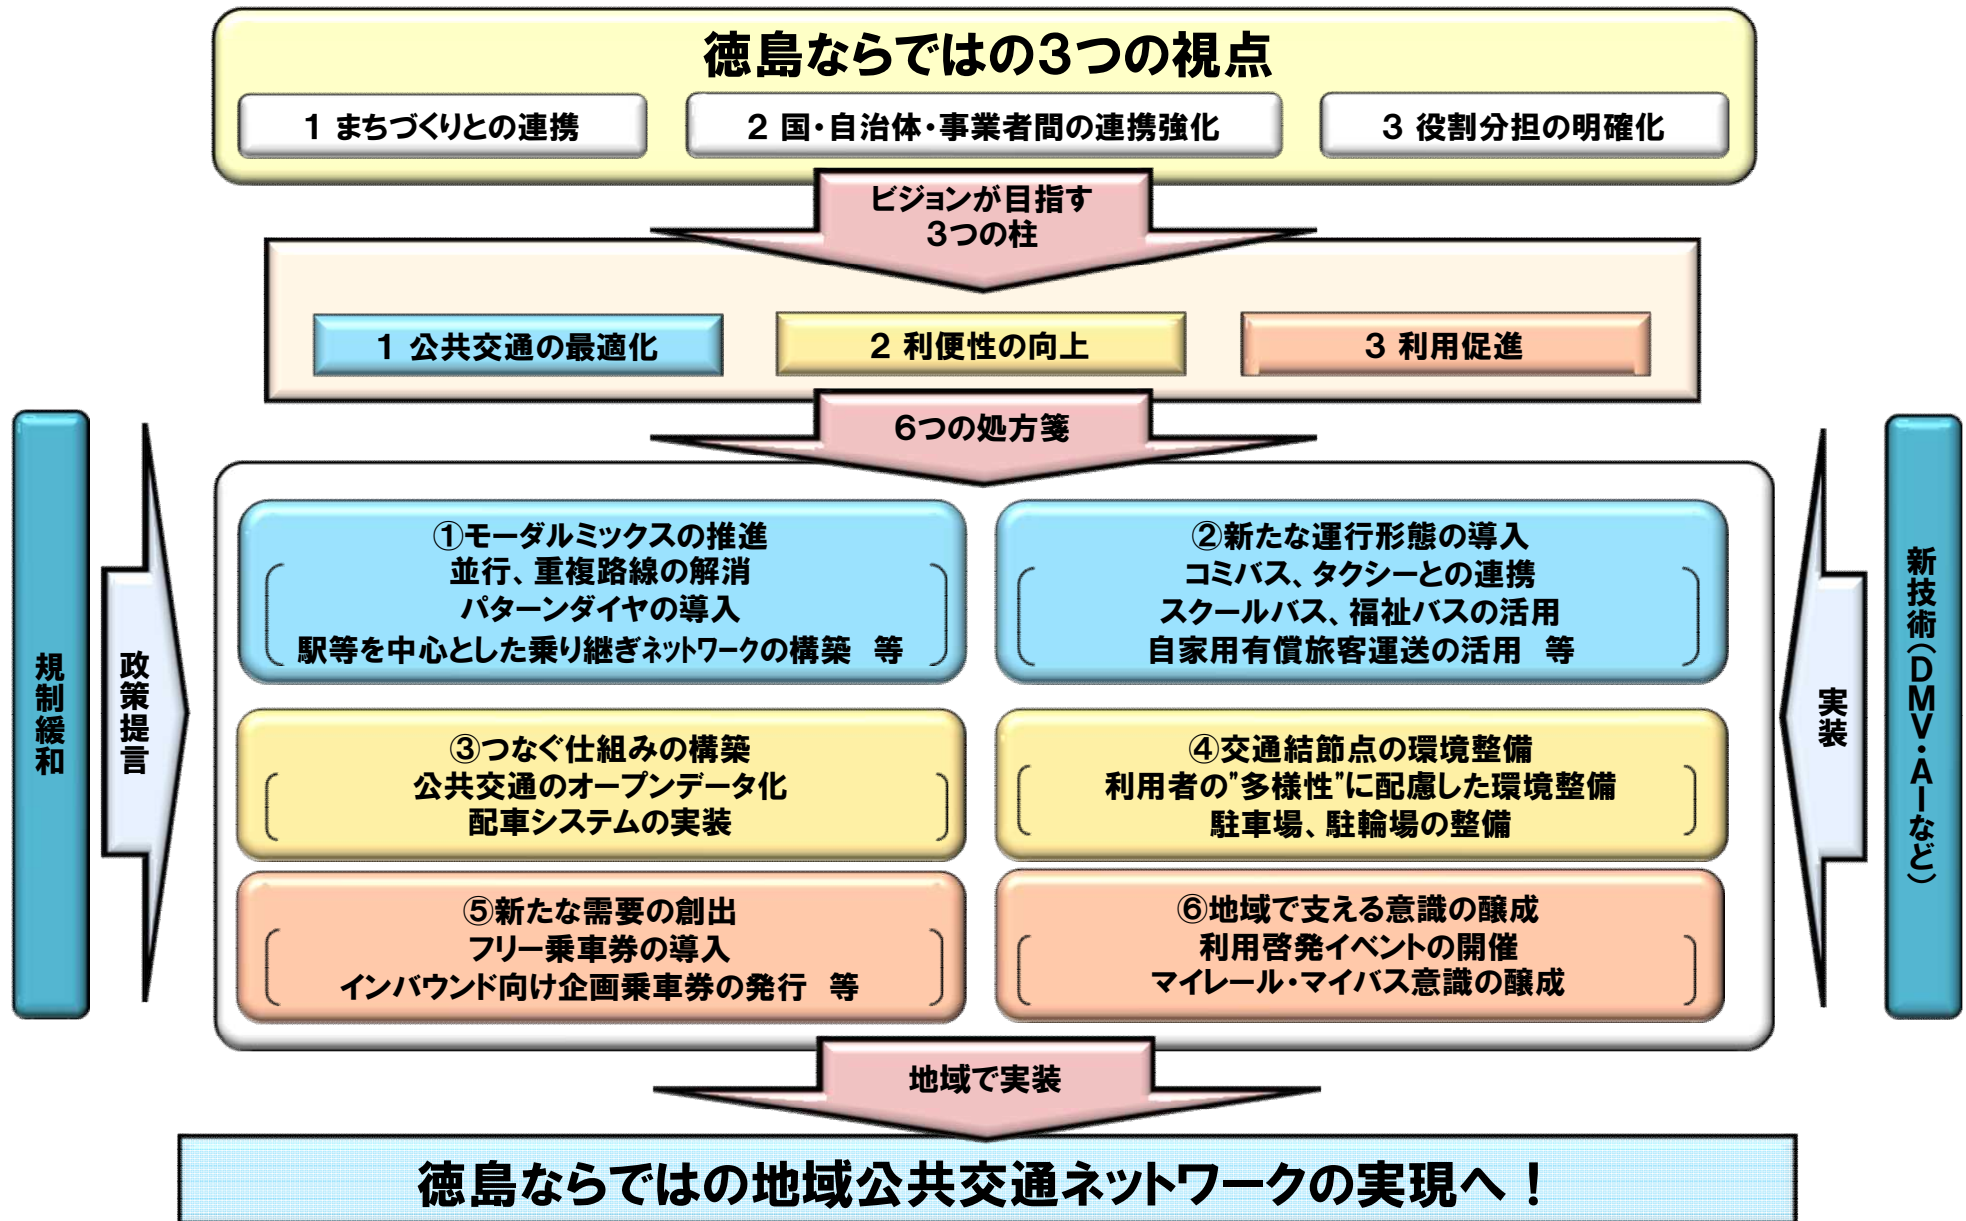 徳島ならではの３つの視点
１ まちづくりとの連携
２ 国・自治体・事業者間の連携強化
３ 役割分担の明確化
ビジョンが目指す
３つの柱
１ 公共交通の最適化
２ 利便性の向上
３ 利用促進
６つの処方箋
規制緩和
政策提言
①モーダルミックスの推進
並行、重複路線の解消
パターンダイヤの導入
駅等を中心とした乗り継ぎネットワークの構築　等
②新たな運行形態の導入
コミバス、タクシーとの連携
スクールバス、福祉バスの活用
自家用有償旅客運送の活用　等
③つなぐ仕組みの構築
公共交通のオープンデータ化
配車システムの実装
④交通結節点の環境整備
利用者の”多様性”に配慮した環境整備
駐車場、駐輪場の整備
⑤新たな需要の創出
フリー乗車券の導入
インバウンド向け企画乗車券の発行　等
⑥地域で支える意識の醸成
利用啓発イベントの開催
マイレール・マイバス意識の醸成
実装
新技術（ＤＭＶ・ＡＩなど）
地域で実装
徳島ならではの地域公共交通ネットワークの実現へ！